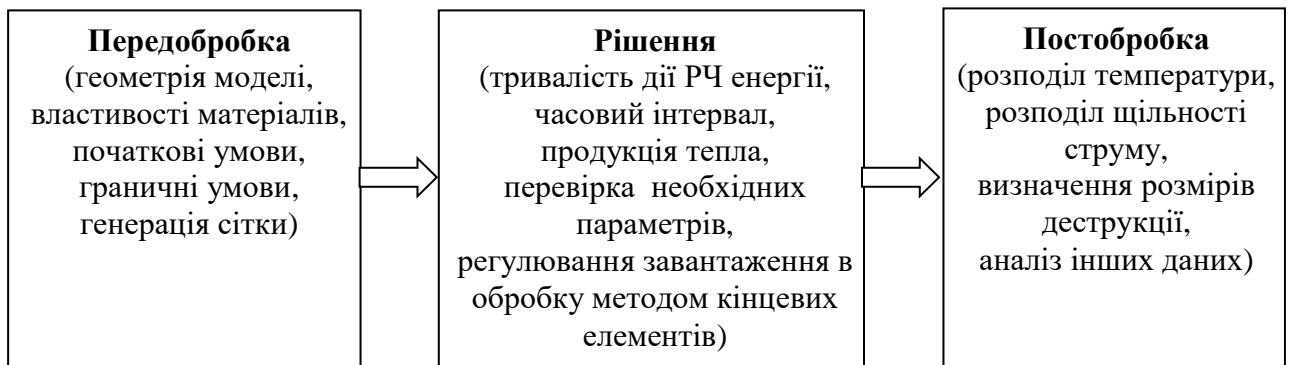 Передобробка
(геометрія моделі,
властивості матеріалів,
початкові умови,
граничні умови,
генерація сітки)
Рішення
(тривалість дії РЧ енергії,
часовий інтервал,
продукція тепла,
перевірка необхідних
параметрів,
регулювання завантаження в
обробку методом кінцевих
елементів)
Постобробка
(розподіл температури,
розподіл щільності
струму,
визначення розмірів
деструкції,
аналіз інших даних)